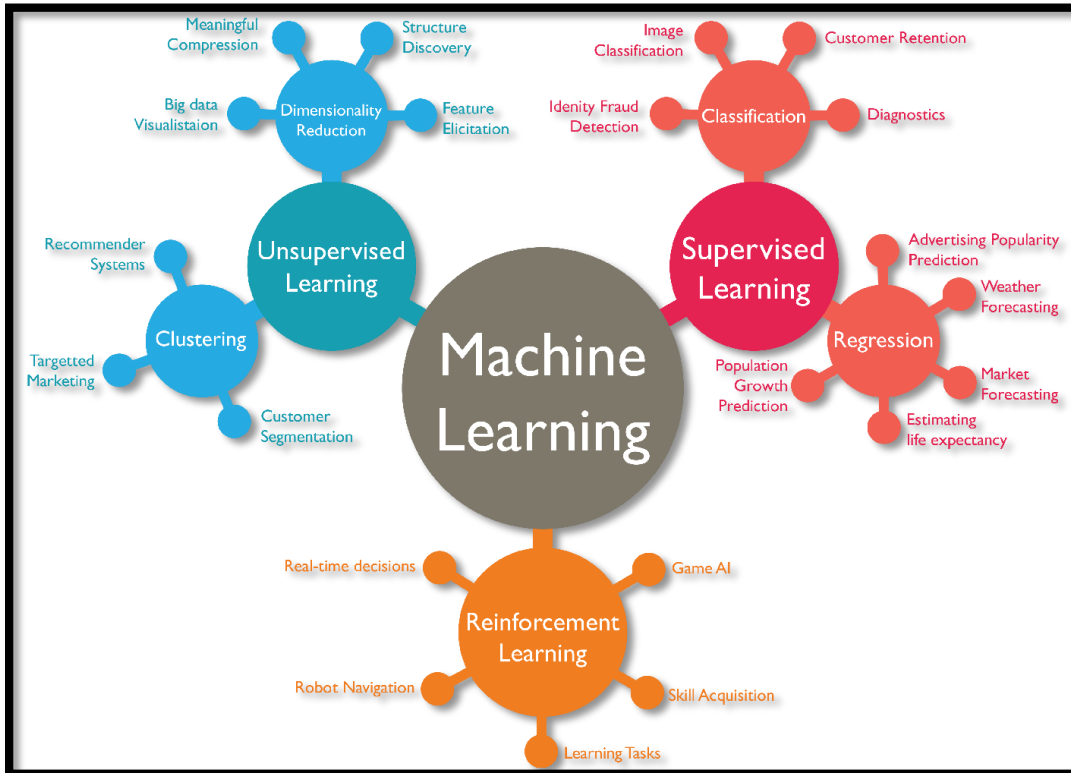 Meaningful
Compression
Structure
Discovery
Big data
Visualistaion
Dimensionality
Reduction
Feature
Elicitation
Image
Classification
Customer Retention
Idenity Fraud
Detection
Classification
Diagnostics
Unsupervised
Learning
Supervised
Learning
Recommender
Systems
Clustering
Targetted
Marketing
Customer
Segmentation
Machine
Learning
Advertising Popularity
Prediction
Weather
Forecasting
Regression
Population
Growth
Prediction
Market
Forecasting
Estimating
life expectancy
Real-time decisions
Game AI
Reinforcement
Learning
Robot Navigation
Skill Acquisition
Learning Tasks